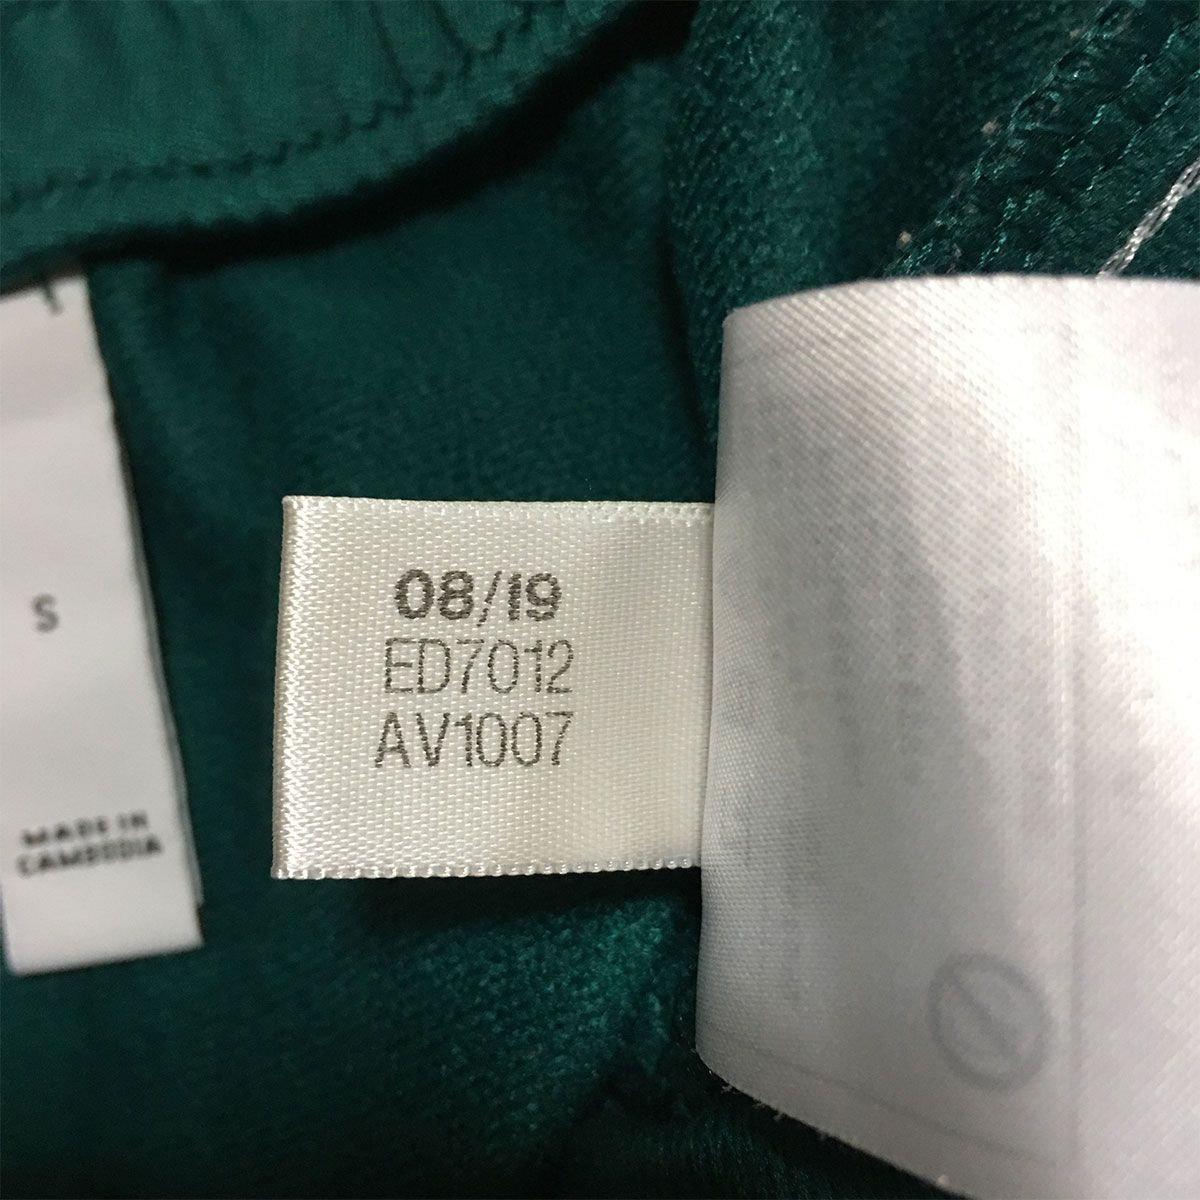 S
MADE IN
CAMBODIA
08/19
ED7012
AV1007